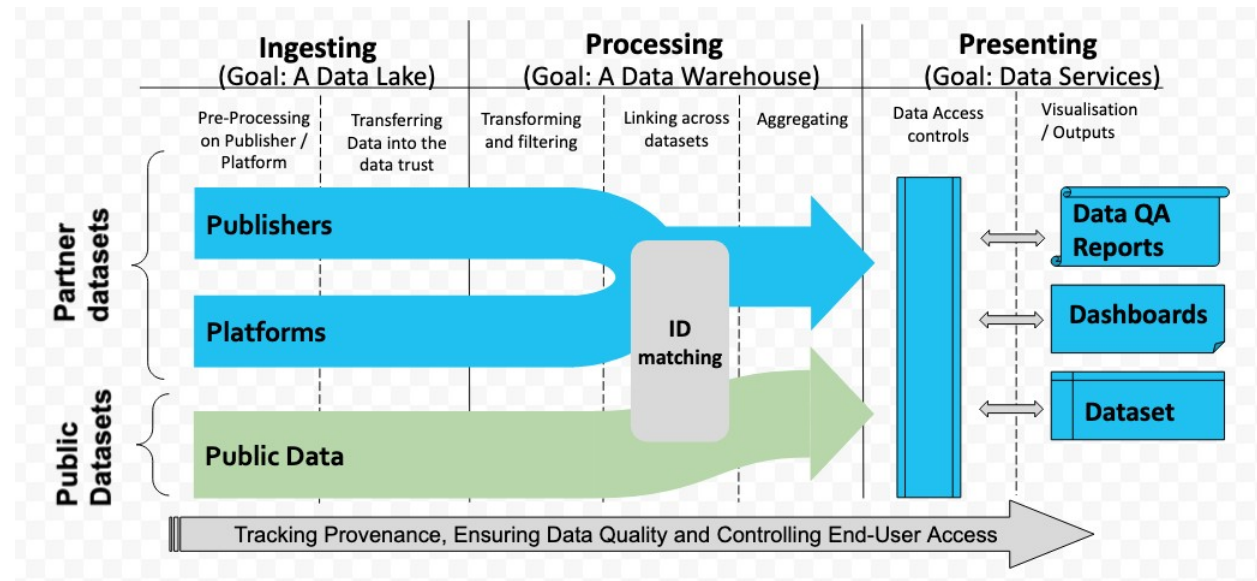 Ingesting
(Goal: A Data Lake)
Processing
(Goal: A Data Warehouse)
Presenting
(Goal: Data Services)
Pre-Processing
on Publisher /
Platform
Transferring
Data into the
data trust
Transforming
and filtering
Linking across
datasets
Aggregating
Data Access
controls
Visualisation
/ Outputs
Partner
datasets
Publishers
Platforms
Public
Datasets
Public Data
ID
matching
Data QA
Reports
Dashboards
Dataset
Tracking Provenance, Ensuring Data Quality and Controlling End-User Access